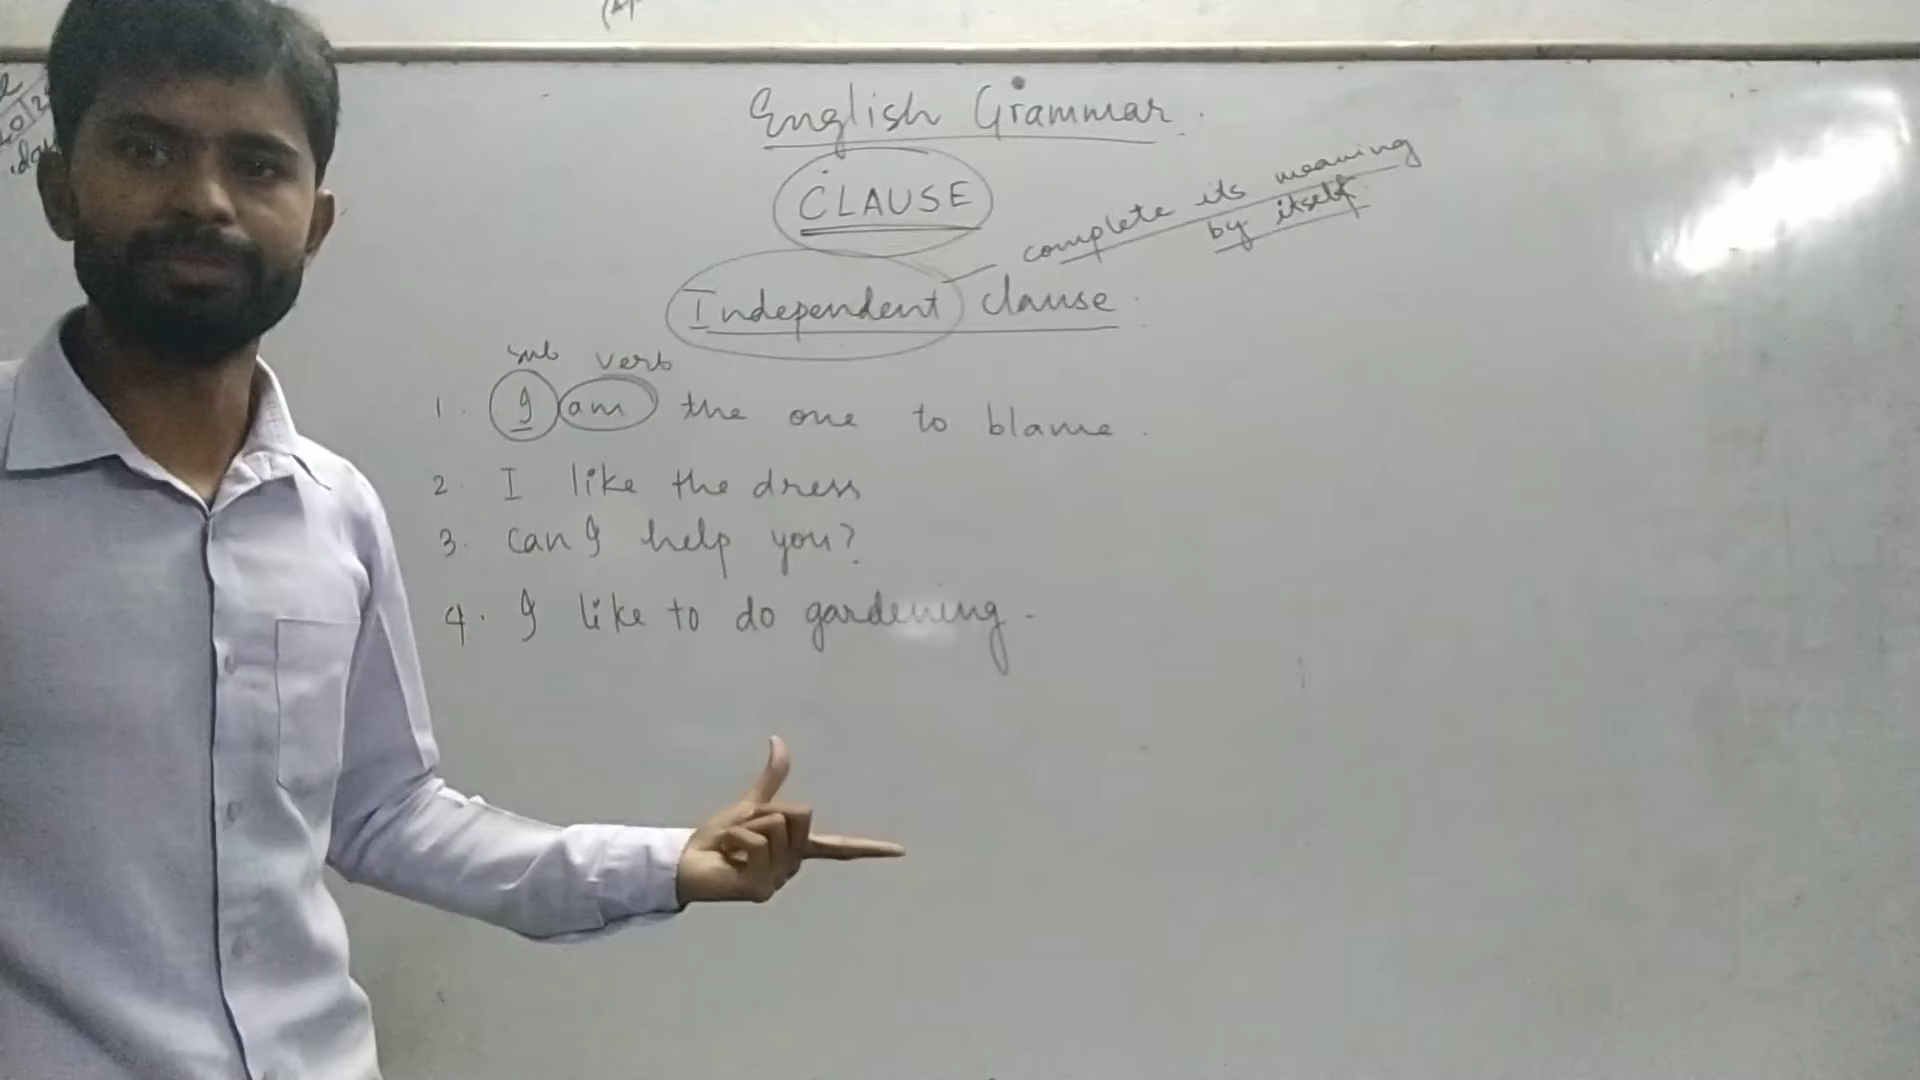 English Grammar.
CLAUSE
complete its meaning
by itself.
Independent clause.
sub verb
1. I am the one to blame.
2. I like the dress
3. can I help you?
4. I like to do gardening.